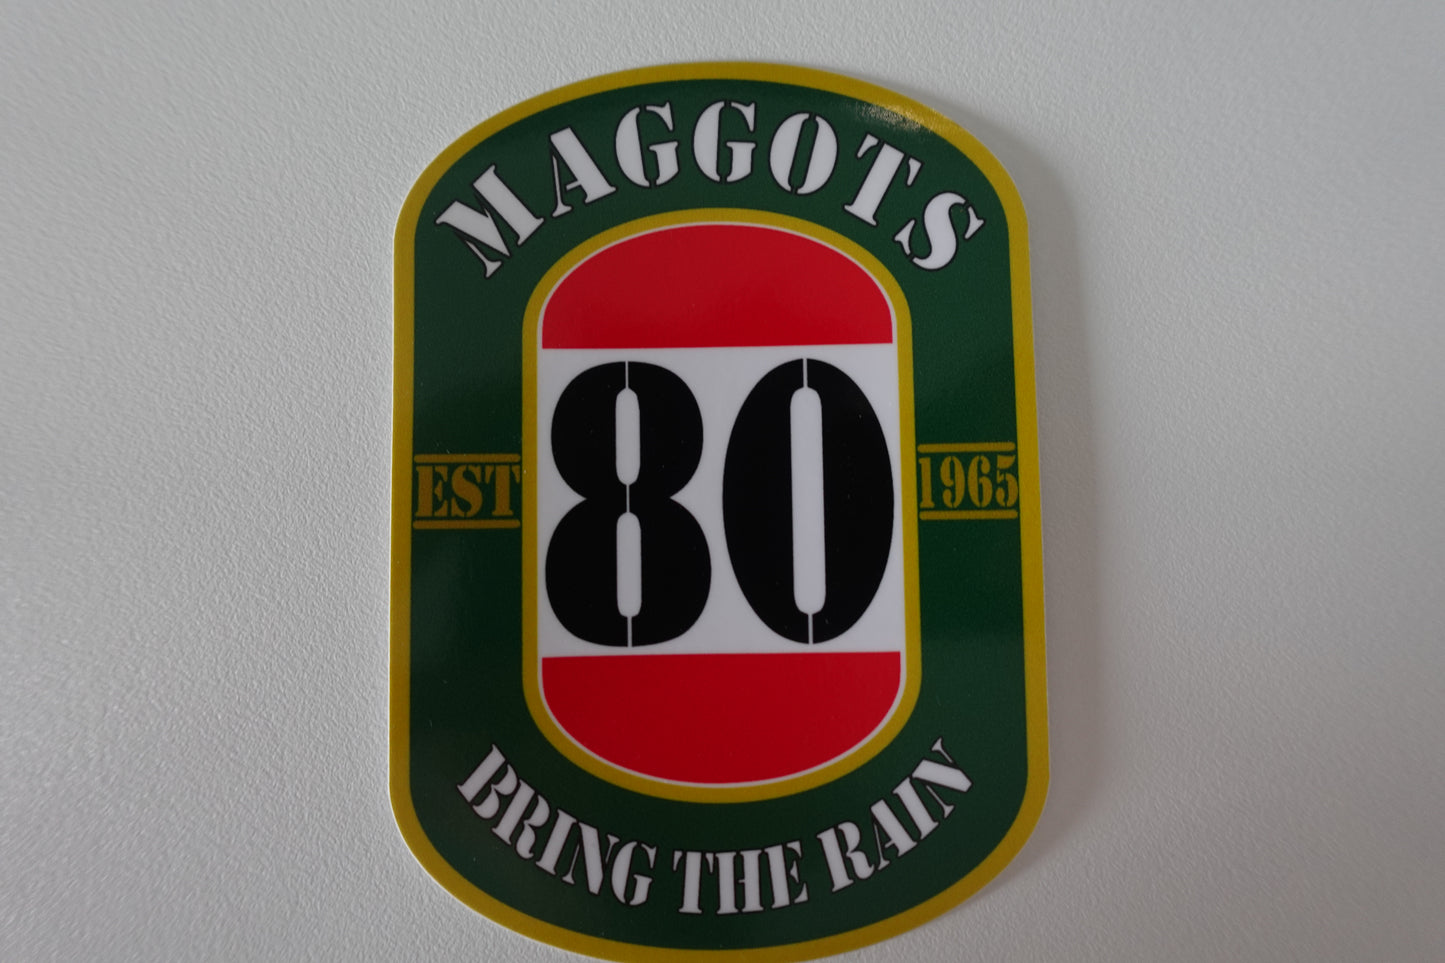 MAGGOTS
80
EST
1965
BRING THE RAIN